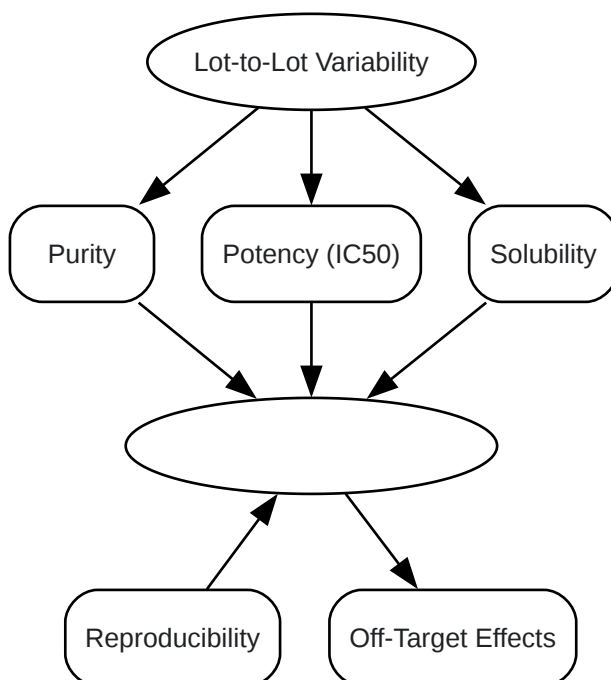 Lot-to-Lot Variability
Purity
Potency (IC50)
Solubility
Reproducibility
Off-Target Effects